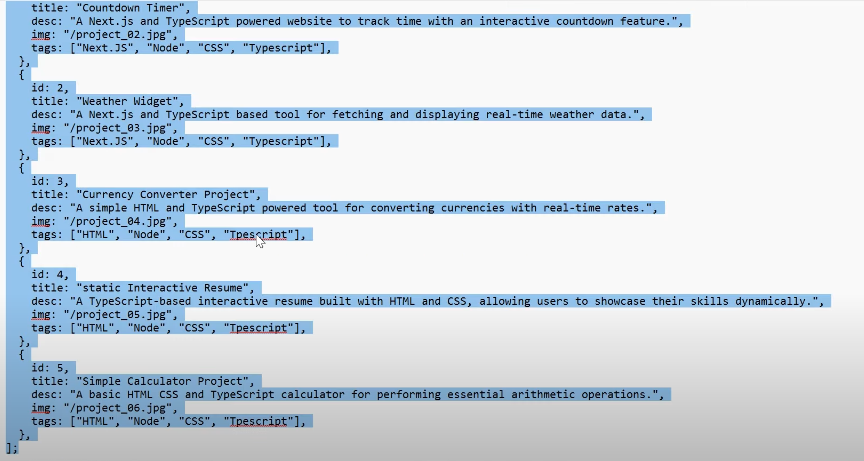 title: "Countdown Timer",
desc: "A Next.js and TypeScript powered website to track time with an interactive countdown feature.",
img: "/project_02.jpg",
tags: ["Next.JS", "Node", "CSS", "Typescript"],
},
{
id: 2,
title: "Weather Widget",
desc: "A Next.js and TypeScript based tool for fetching and displaying real-time weather data.",
img: "/project_03.jpg",
tags: ["Next.JS", "Node", "CSS", "Typescript"],
},
{
id: 3,
title: "Currency Converter Project",
desc: "A simple HTML and TypeScript powered tool for converting currencies with real-time rates.",
img: "/project_04.jpg",
tags: ["HTML", "Node", "CSS", "Tpescript"],
},
{
id: 4,
title: "static Interactive Resume",
desc: "A TypeScript-based interactive resume built with HTML and CSS, allowing users to showcase their skills dynamically.",
img: "/project_05.jpg",
tags: ["HTML", "Node", "CSS", "Tpescript"],
},
{
id: 5,
title: "Simple Calculator Project",
desc: "A basic HTML CSS and TypeScript calculator for performing essential arithmetic operations.",
img: "/project_06.jpg",
tags: ["HTML", "Node", "CSS", "Tpescript"],
},
];